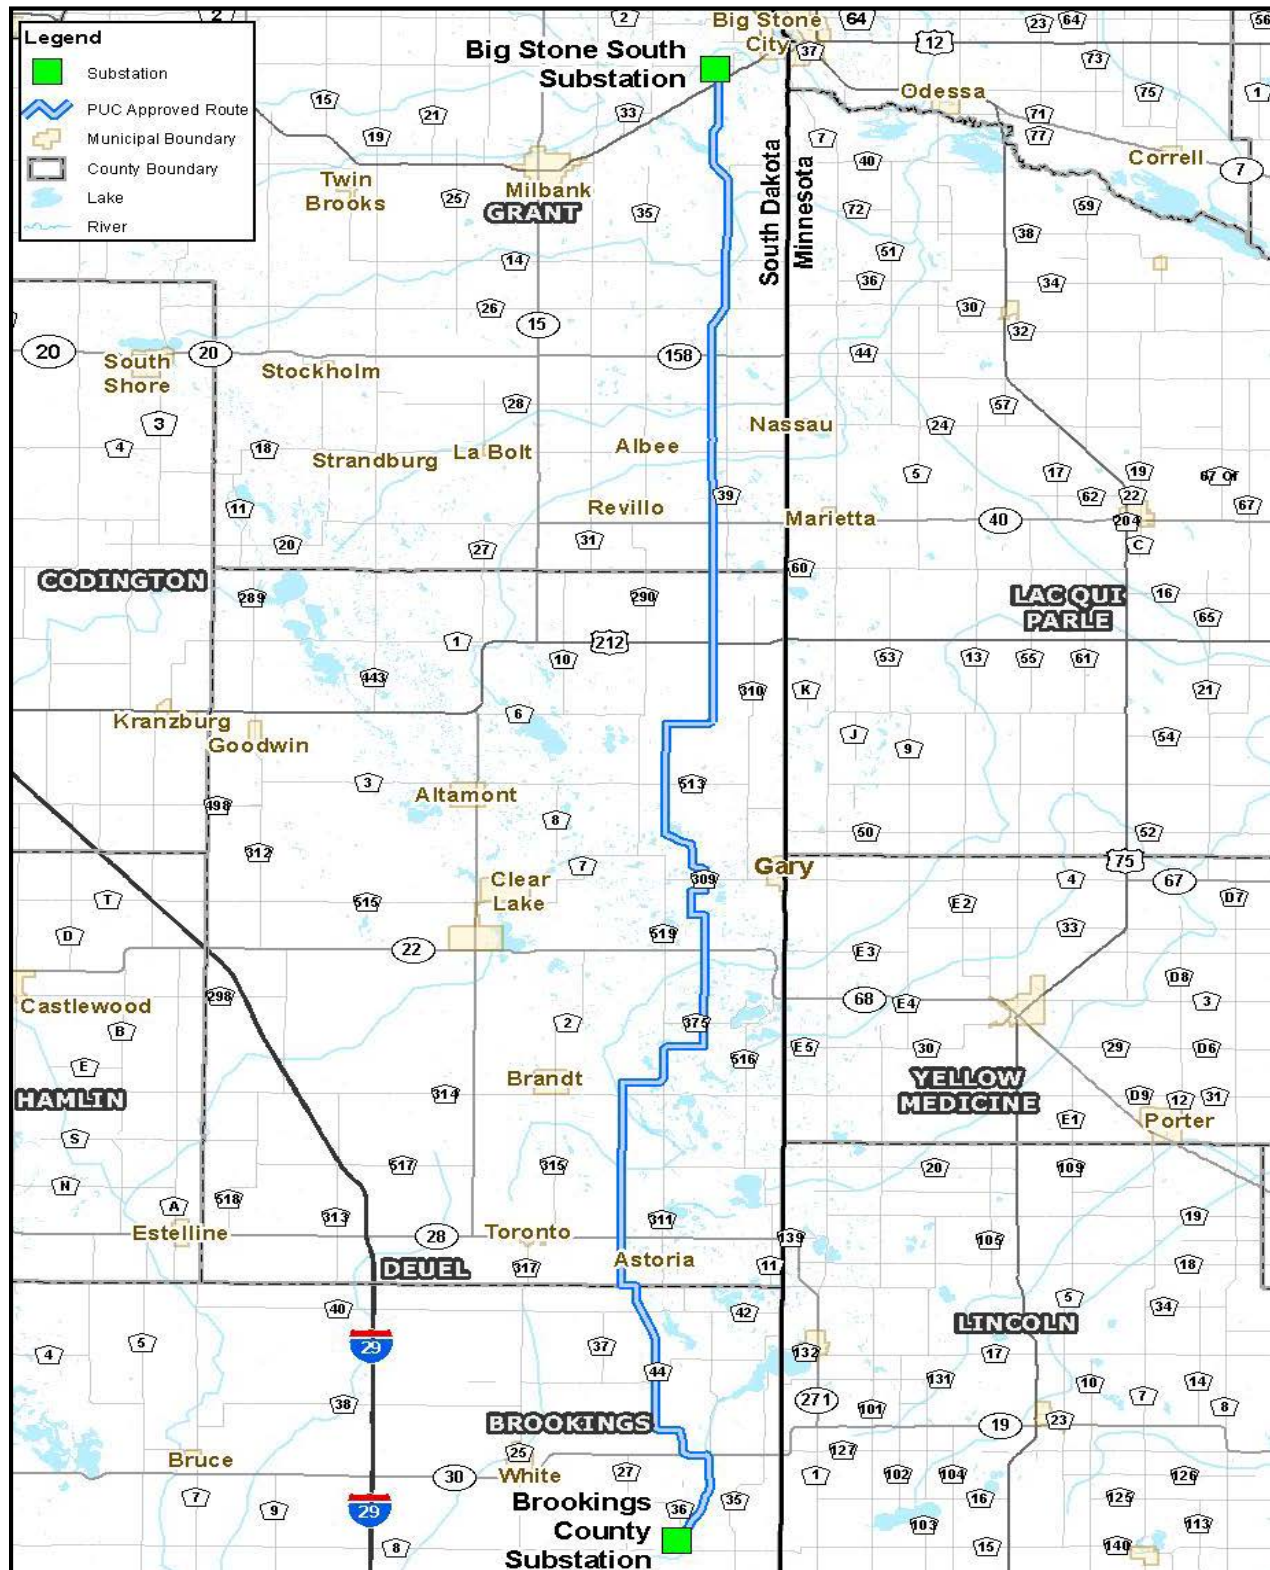 Legend
Substation
PUC Approved Route
Municipal Boundary
County Boundary
Lake
River
2
2
Big Stone
City
64
23
64
56
37
12
Big Stone South
Substation
73
Odessa
75
1
15
21
33
71
19
7
77
Twin
Brooks
Milbank
40
Correll
7
25
GRANT
35
South Dakota
Minnesota
72
59
38
51
14
36
34
26
30
15
32
20
20
158
44
South
Shore
Stockholm
28
57
3
Nassau
24
4
18
Strandburg
La Bolt
Albee
5
17
19
67 Of
62
22
67
11
39
Revillo
Marietta
40
204
20
27
31
C
CODINGTON
60
289
290
LAC QUI
PARLE
16
65
1
212
10
53
13
55
61
443
310
K
21
Kranzburg
6
Goodwin
J
9
54
3
Altamont
513
498
8
50
52
312
7
Gary
75
309
4
67
Clear
Lake
T
515
E2
D7
D
519
33
22
E3
D8
Castlewood
298
68
E4
3
B
2
375
E5
30
29
D6
E
516
HAMLIN
Brandt
YELLOW
MEDICINE
314
D9
12
31
E1
Porter
S
517
315
20
109
N
518
A
313
311
19
Estelline
28
Toronto
139
105
DEUEL
317
Astoria
11
18
40
42
5
34
LINCOLN
5
4
29
37
132
17
44
131
10
14
38
271
7
8
101
BROOKINGS
19
23
Bruce
25
127
30
White
27
1
102
104
126
7
9
29
Brookings
County
Substation
36
35
16
125
103
113
8
15
140